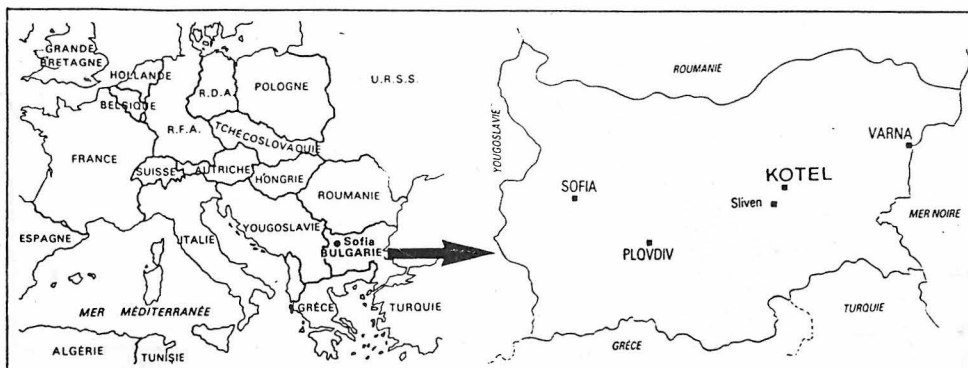 GRANDE
BRETAGNE
HOLLANDE
BELGIQUE
R.D.A.
POLOGNE
U.R.S.S.
R.F.A.
TCHECOSLOVAQUIE
FRANCE
SUISSE
AUTRICHE
HONGRIE
ROUMANIE
ESPAGNE
ITALIE
YOUGOSLAVIE
Sofia
BULGARIE
MER MÉDITERRANÉE
GRÈCE
TURQUIE
ALGÉRIE
TUNISIE
ROUMANIE
YOUGOSLAVIE
VARNA
KOTEL
SOFIA
Sliven
MER NOIRE
PLOVDIV
TURQUIE
GRÈCE